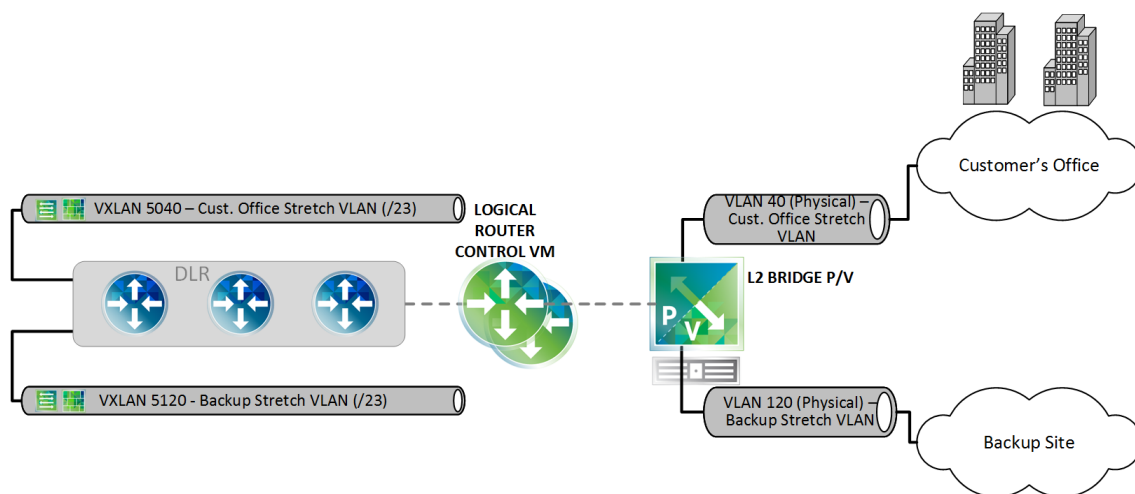 Customer's Office
VXLAN 5040 – Cust. Office Stretch VLAN (/23)
LOGICAL
ROUTER
CONTROL VM
VLAN 40 (Physical) –
Cust. Office Stretch
VLAN
DLR
L2 BRIDGE P/V
P
V
VXLAN 5120 - Backup Stretch VLAN (/23)
VLAN 120 (Physical) –
Backup Stretch VLAN
Backup Site